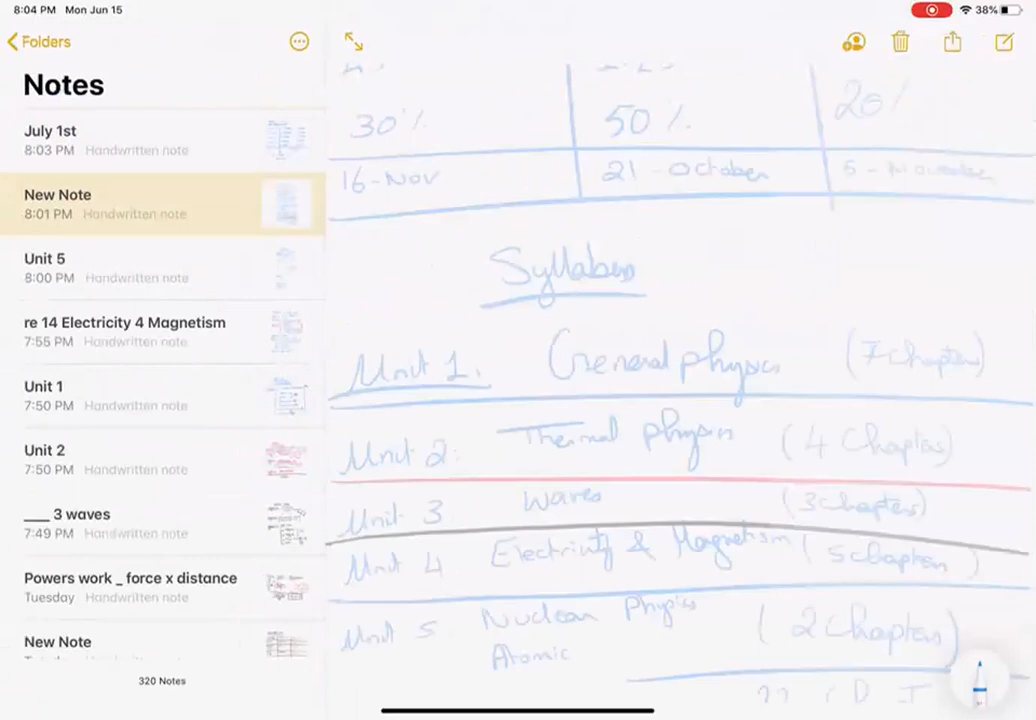 8:04 PM Mon Jun 15
38%
Folders
Notes
July 1st
8:03 PM Handwritten note
New Note
8:01 PM Handwritten note
Unit 5
8:00 PM Handwritten note
re 14 Electricity 4 Magnetism
7:55 PM Handwritten note
Unit 1
7:50 PM Handwritten note
Unit 2
7:50 PM Handwritten note
___ 3 waves
7:49 PM Handwritten note
Powers work _ force x distance
Tuesday Handwritten note
New Note
320 Notes
30% 50% 20%
16-Nov 21-October 5-November
Syllabus
Unit 1. General physics (7 Chapters)
Unit 2. Thermal physics (4 Chapters)
Unit 3 Waves (3 chapters)
Unit 4 Electricity & Magnetism (5 Chapters)
Unit 5. Nuclear Physics (2 Chapters)
Atomic